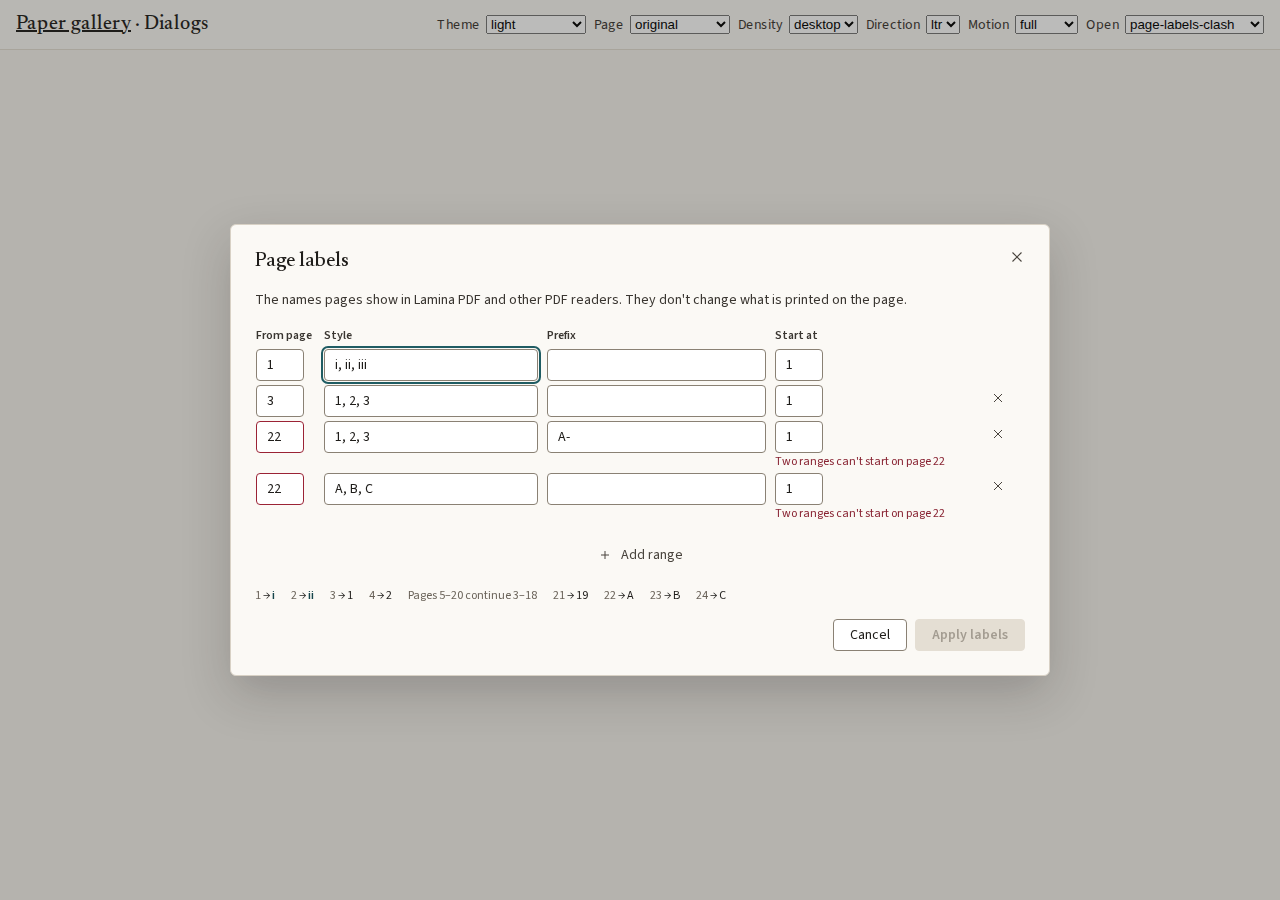 Paper gallery · Dialogs Theme light Page original Density desktop Direction ltr Motion full Open page-labels-clash
Page labels
The names pages show in Lamina PDF and other PDF readers. They don't change what is printed on the page.
From page Style Prefix Start at
1 i, ii, iii 1
3 1, 2, 3 1
22 1, 2, 3 A- 1
Two ranges can't start on page 22
22 A, B, C 1
Two ranges can't start on page 22
+ Add range
1→i 2→ii 3→1 4→2 Pages 5–20 continue 3–18 21→19 22→A 23→B 24→C
Cancel Apply labels